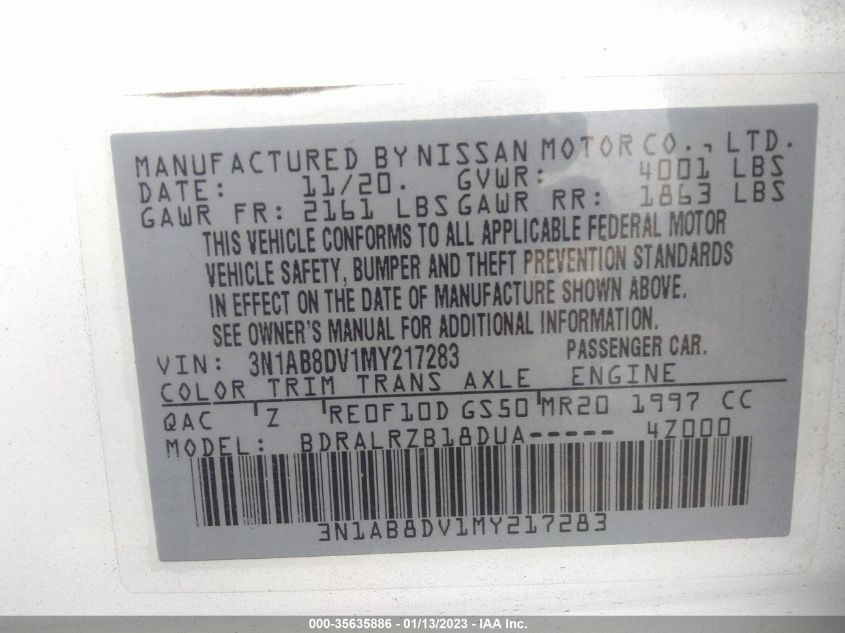 MANUFACTURED BY NISSAN MOTOR CO., LTD.
DATE: 11/20. GVWR: 4001 LBS
GAWR FR: 2161 LBS GAWR RR: 1863 LBS
THIS VEHICLE CONFORMS TO ALL APPLICABLE FEDERAL MOTOR
VEHICLE SAFETY, BUMPER AND THEFT PREVENTION STANDARDS
IN EFFECT ON THE DATE OF MANUFACTURE SHOWN ABOVE.
SEE OWNER'S MANUAL FOR ADDITIONAL INFORMATION.
VIN: 3N1AB8DV1MY217283 PASSENGER CAR.
COLOR TRIM TRANS AXLE ENGINE
QAC Z RE0F10D GS50 MR20 1997 CC
MODEL: BDRALRZB18DUA----- 4Z000
3N1AB8DV1MY217283
000-35635886 - 01/13/2023 - IAA Inc.